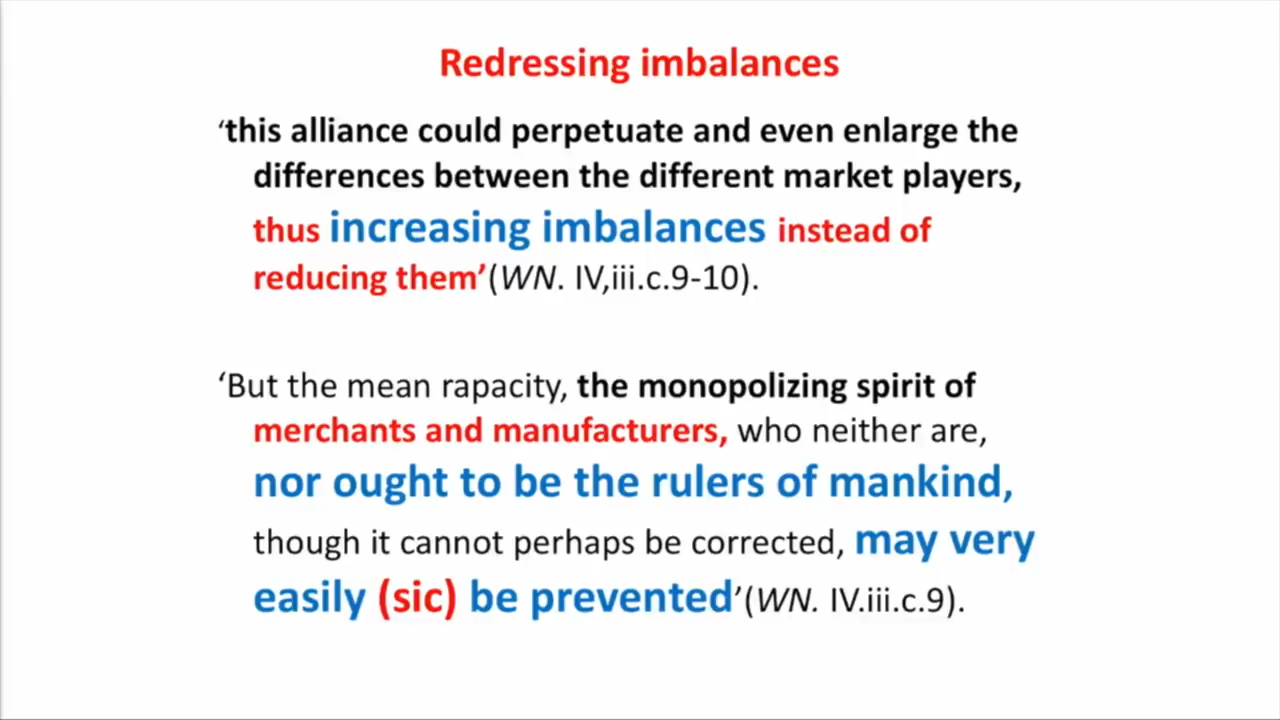 Redressing imbalances
‘this alliance could perpetuate and even enlarge the
differences between the different market players,
thus increasing imbalances instead of
reducing them’(WN. IV,iii.c.9-10).
‘But the mean rapacity, the monopolizing spirit of
merchants and manufacturers, who neither are,
nor ought to be the rulers of mankind,
though it cannot perhaps be corrected, may very
easily (sic) be prevented’(WN. IV.iii.c.9).